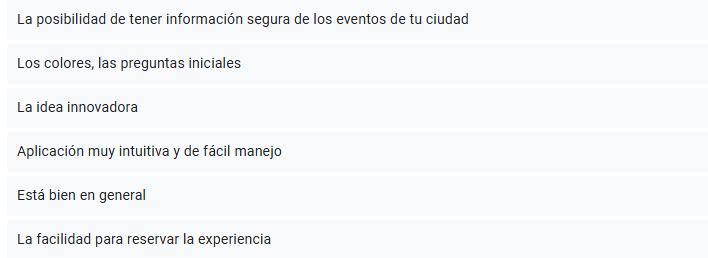 La posibilidad de tener información segura de los eventos de tu ciudad
Los colores, las preguntas iniciales
La idea innovadora
Aplicación muy intuitiva y de fácil manejo
Está bien en general
La facilidad para reservar la experiencia